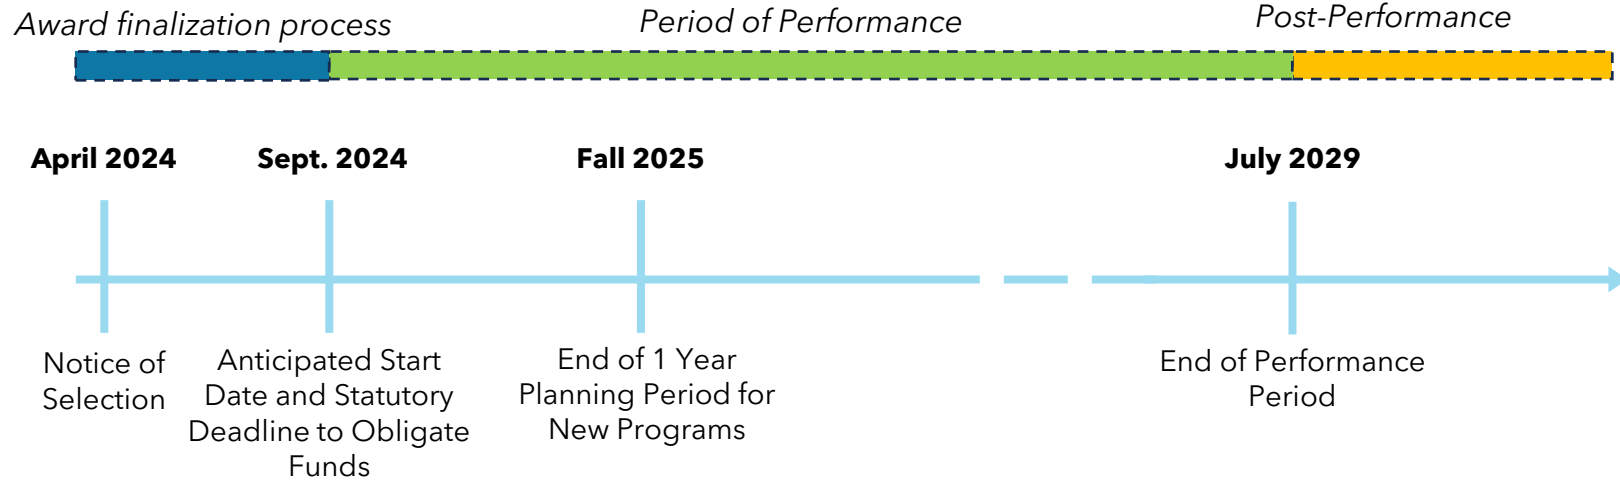 Award finalization process
Period of Performance
Post-Performance
April 2024
Sept. 2024
Fall 2025
July 2029
Notice of
Selection
Anticipated Start
Date and Statutory
Deadline to Obligate
Funds
End of 1 Year
Planning Period for
New Programs
End of Performance
Period